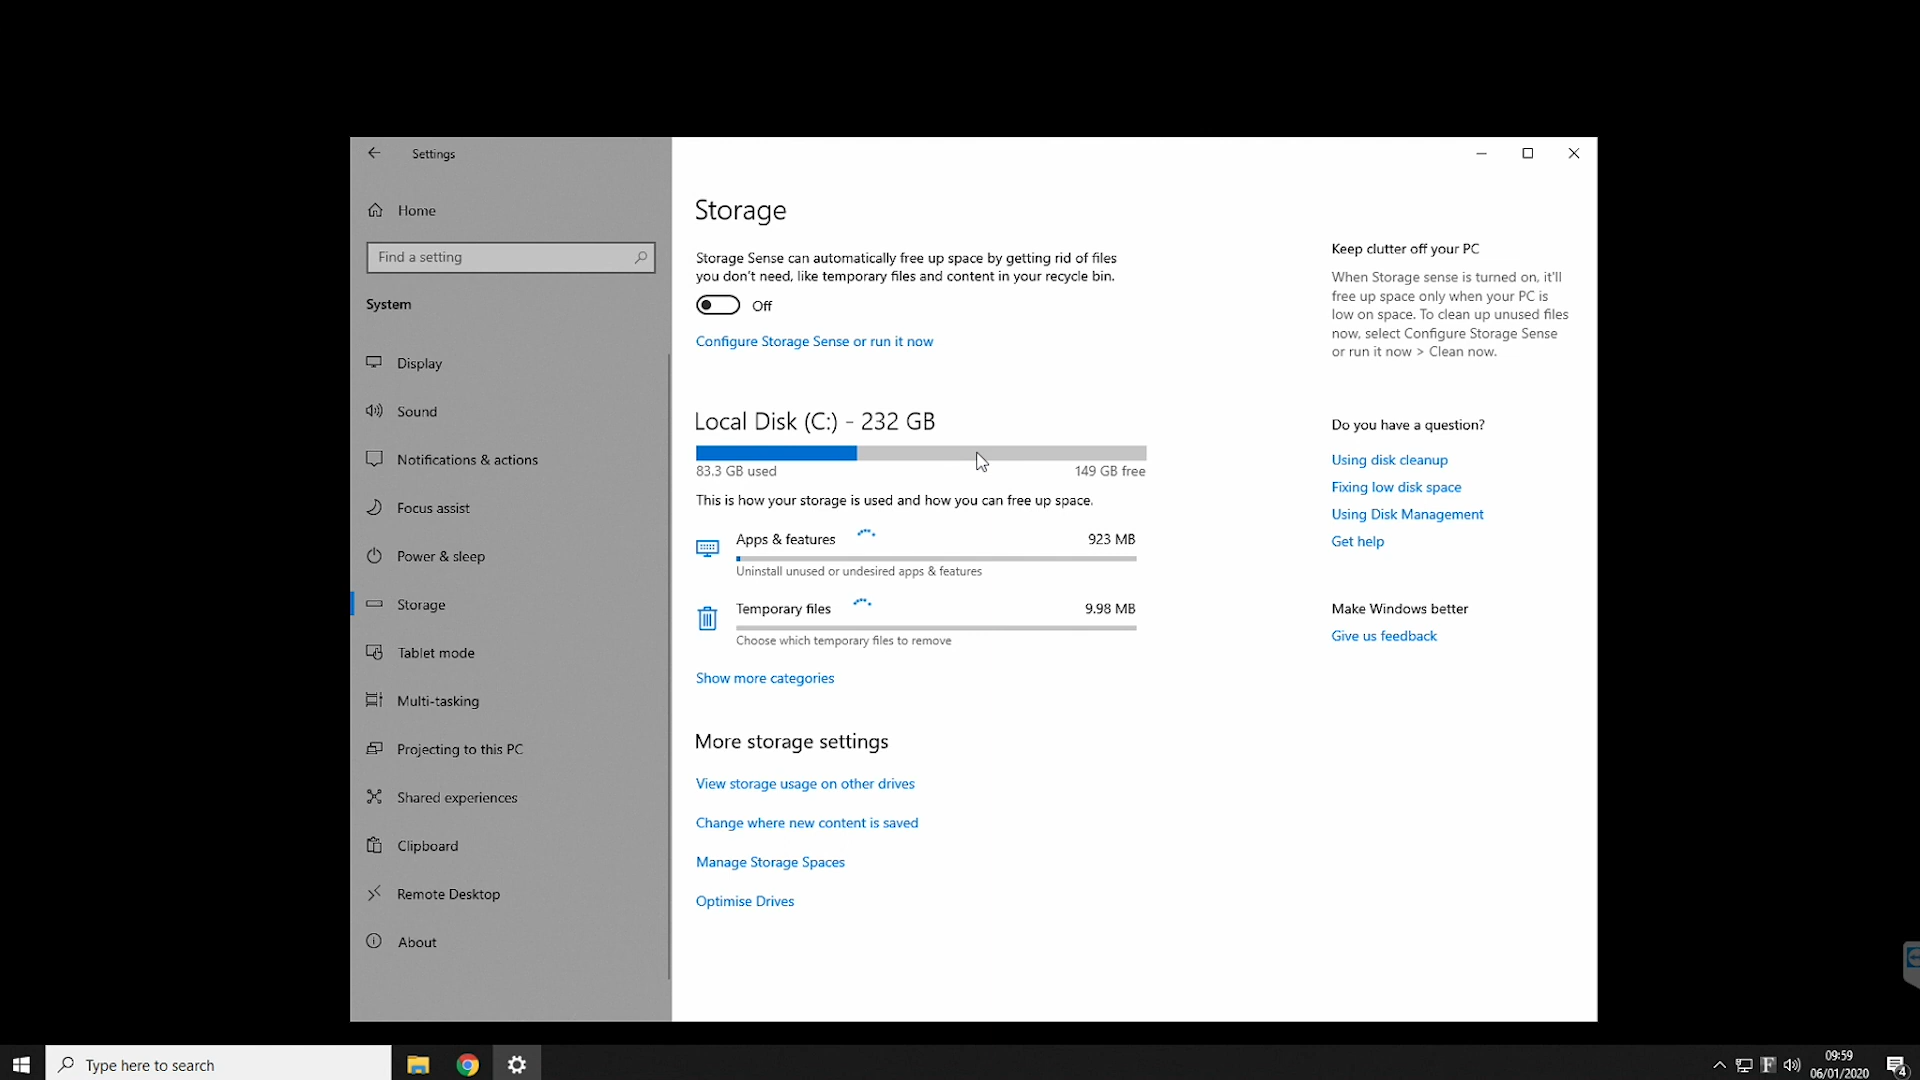 Settings
Home
Find a setting
System
Display
Sound
Notifications & actions
Focus assist
Power & sleep
Storage
Tablet mode
Multi-tasking
Projecting to this PC
Shared experiences
Clipboard
Remote Desktop
About
Storage
Storage Sense can automatically free up space by getting rid of files
you don't need, like temporary files and content in your recycle bin.
Off
Configure Storage Sense or run it now
Local Disk (C:) - 232 GB
83.3 GB used
149 GB free
This is how your storage is used and how you can free up space.
Apps & features
923 MB
Uninstall unused or undesired apps & features
Temporary files
9.98 MB
Choose which temporary files to remove
Show more categories
More storage settings
View storage usage on other drives
Change where new content is saved
Manage Storage Spaces
Optimise Drives
Keep clutter off your PC
When Storage sense is turned on, it'll
free up space only when your PC is
low on space. To clean up unused files
now, select Configure Storage Sense
or run it now > Clean now.
Do you have a question?
Using disk cleanup
Fixing low disk space
Using Disk Management
Get help
Make Windows better
Give us feedback
Type here to search
F
09:59
06/01/2020
4